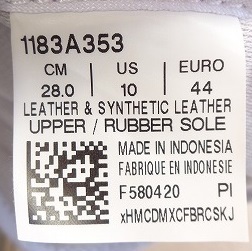 1183A353
CM US EURO
28.0 10 44
LEATHER & SYNTHETIC LEATHER
UPPER / RUBBER SOLE
MADE IN INDONESIA
FABRIQUE EN INDONESIE
F580420 PI
xHMCDMXCFBRCSKJ